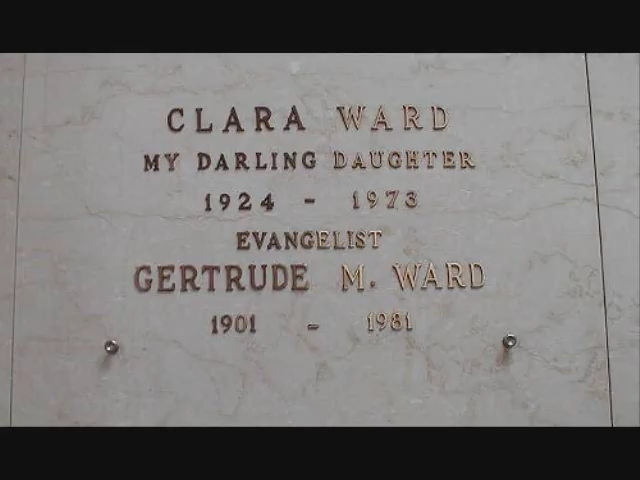 CLARA WARD
MY DARLING DAUGHTER
1924 - 1973
EVANGELIST
GERTRUDE M. WARD
1901 - 1981